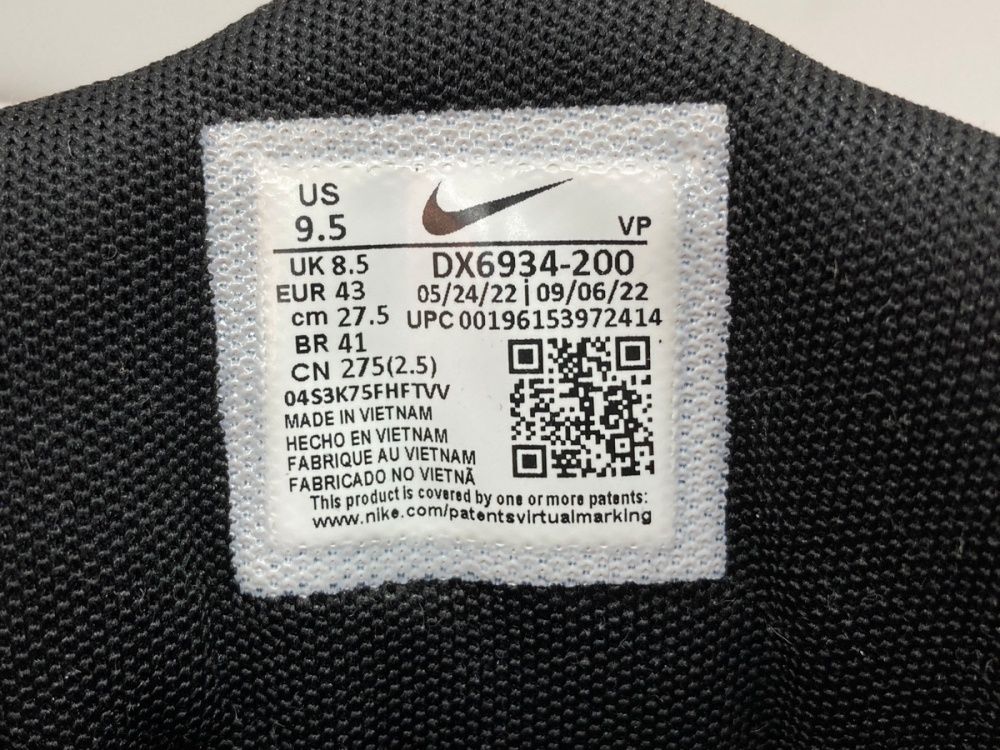 US
9.5
VP
UK 8.5
EUR 43
cm 27.5
BR 41
CN 275(2.5)
DX6934-200
05/24/22 | 09/06/22
UPC 00196153972414
04S3K75FHFTVV
MADE IN VIETNAM
HECHO EN VIETNAM
FABRIQUE AU VIETNAM
FABRICADO NO VIETNÃ
This product is covered by one or more patents:
www.nike.com/patentsvirtualmarking